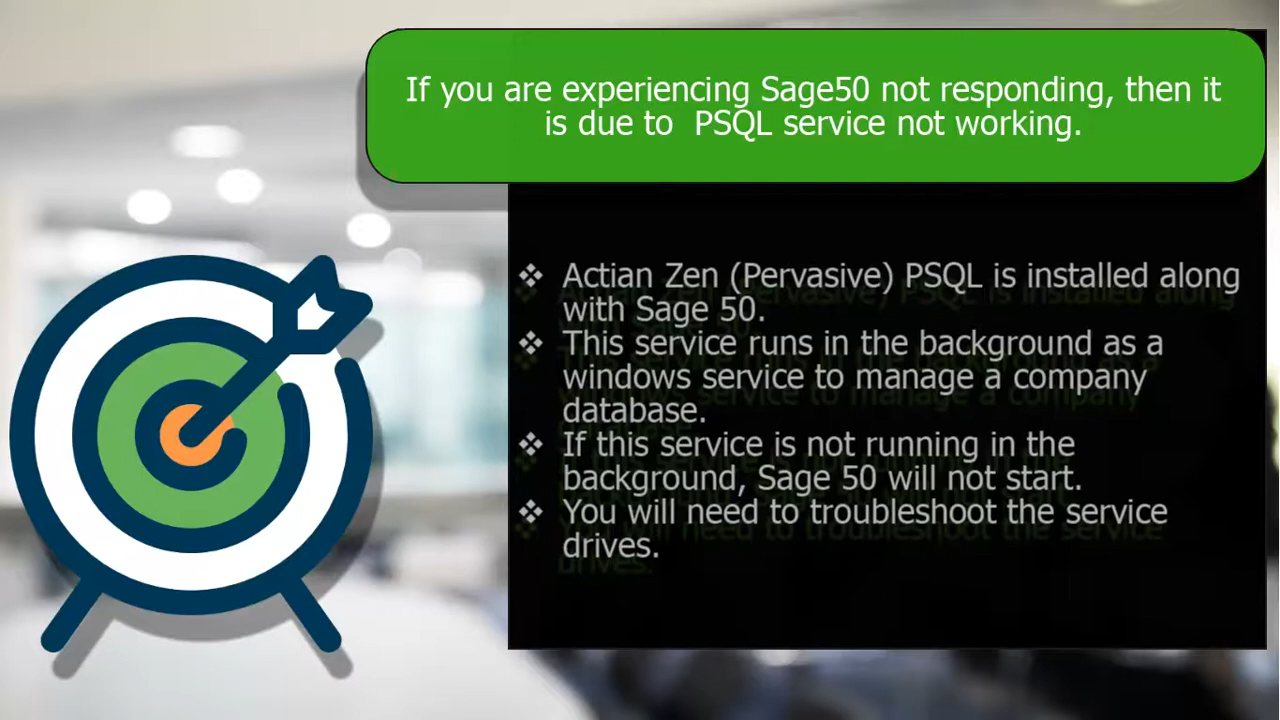 If you are experiencing Sage50 not responding, then it
is due to  PSQL service not working.
❖ Actian Zen (Pervasive) PSQL is installed along
with Sage 50.
❖ This service runs in the background as a
windows service to manage a company
database.
❖ If this service is not running in the
background, Sage 50 will not start.
❖ You will need to troubleshoot the service
drives.